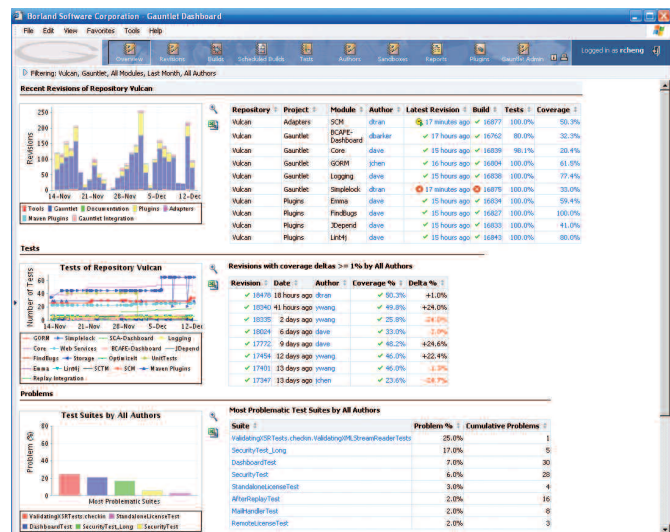 Borland Software Corporation - Gauntlet Dashboard
File Edit View Favorites Tools Help
Overview Revisions Builds Scheduled Builds Tests Authors Sandboxes Reports Plugins Gauntlet Admin Logged in as rcheng
Filtering: Vulcan, Gauntlet, All Modules, Last Month, All Authors
Recent Revisions of Repository Vulcan
250
200
150
100
50
0
Revisions
14-Nov 21-Nov 28-Nov 5-Dec 12-Dec
Tools Gauntlet Documentation Plugins Adapters
Maven Plugins Gauntlet Integration
Repository Project Module Author Latest Revision Build Tests Coverage
Vulcan Adapters SCM dtran 17 minutes ago 16877 100.0% 50.3%
Vulcan Gauntlet BCAPE-Dashboard dbarker 17 hours ago 16762 80.0% 32.3%
Vulcan Gauntlet Core dave 15 hours ago 16839 98.1% 20.4%
Vulcan Gauntlet GORM jchen 16 hours ago 16804 100.0% 61.5%
Vulcan Gauntlet Logging dave 15 hours ago 16838 100.0% 77.4%
Vulcan Gauntlet Simplelock dtran 17 minutes ago 16875 100.0% 33.0%
Vulcan Plugins Emma dave 15 hours ago 16834 100.0% 59.4%
Vulcan Plugins FindBugs dave 15 hours ago 16827 100.0% 100.0%
Vulcan Plugins JDepend dave 15 hours ago 16833 100.0% 41.0%
Vulcan Plugins Lint4j dave 15 hours ago 16843 100.0% 80.0%
Tests
Tests of Repository Vulcan
60
40
20
0
Number of Tests
14-Nov 21-Nov 28-Nov 5-Dec 12-Dec
GORM Simplelock SCA-Dashboard Logging
Core Web Services BCAPE-Dashboard JDepend
FindBugs Storage Optimizeit UnitTests
Emma Lint4j SCTM SCM Maven Plugins
Replay Integration
Revisions with coverage deltas >= 1% by All Authors
Revision Date Author Coverage % Delta %
18478 18 hours ago dtran 50.3% +1.0%
18340 41 hours ago ywang 49.8% +24.0%
18335 2 days ago ywang 25.8%
18024 6 days ago dave 33.0%
17772 9 days ago dave 48.2% +24.6%
17454 12 days ago ywang 46.0% +22.4%
17401 13 days ago ywang 46.0%
17347 13 days ago jchen 23.6%
Problems
Test Suites by All Authors
80
60
40
20
0
Problem (%)
Most Problematic Suites
ValidatingXSRTests:checkin StandaloneLicenseTest
DashboardTest SecurityTest_Long SecurityTest
Most Problematic Test Suites by All Authors
Suite Problem % Cumulative Problems
ValidatingXSRTests:checkin.ValidatingXMLStreamReaderTests 25.0% 1
SecurityTest_Long 17.0% 5
DashboardTest 7.0% 30
SecurityTest 6.0% 28
StandaloneLicenseTest 3.0% 4
AfterReplayTest 2.0% 16
MailHandlerTest 2.0% 8
RemoteLicenseTest 2.0% 3